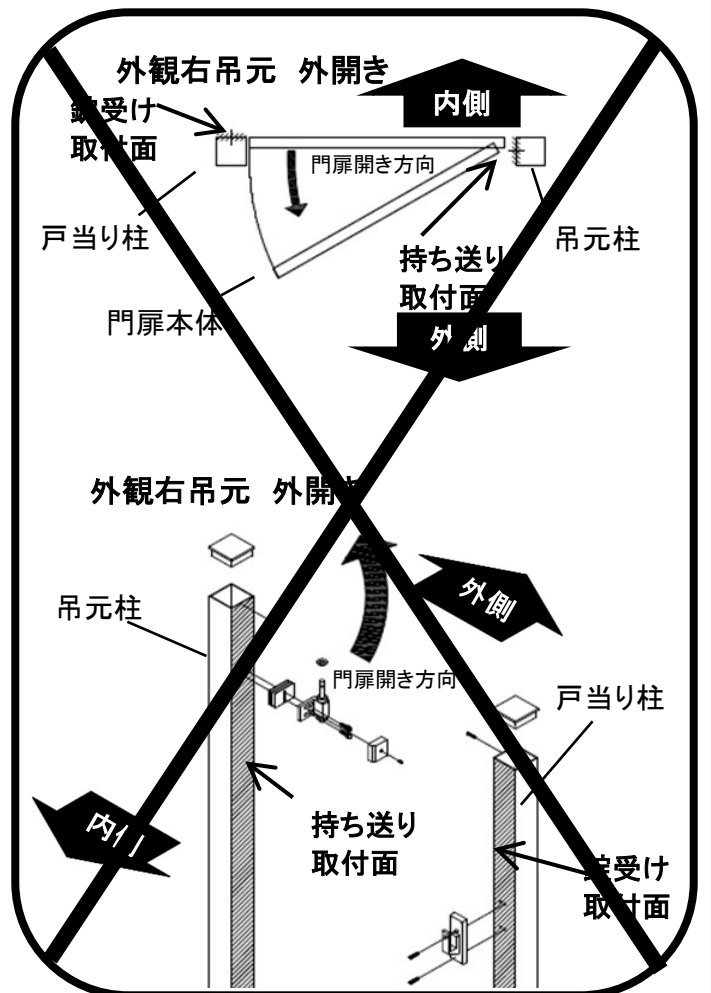 外観右吊元 外開き
内側
錠受け
取付面
門扉開き方向
戸当り柱
吊元柱
持ち送り
取付面
門扉本体
外側
外観右吊元 外開き
外側
吊元柱
門扉開き方向
戸当り柱
内側
持ち送り
取付面
錠受け
取付面